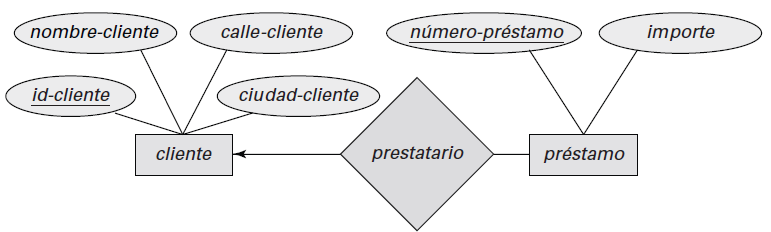 nombre-cliente
calle-cliente
número-préstamo
importe
id-cliente
ciudad-cliente
cliente
prestatario
préstamo